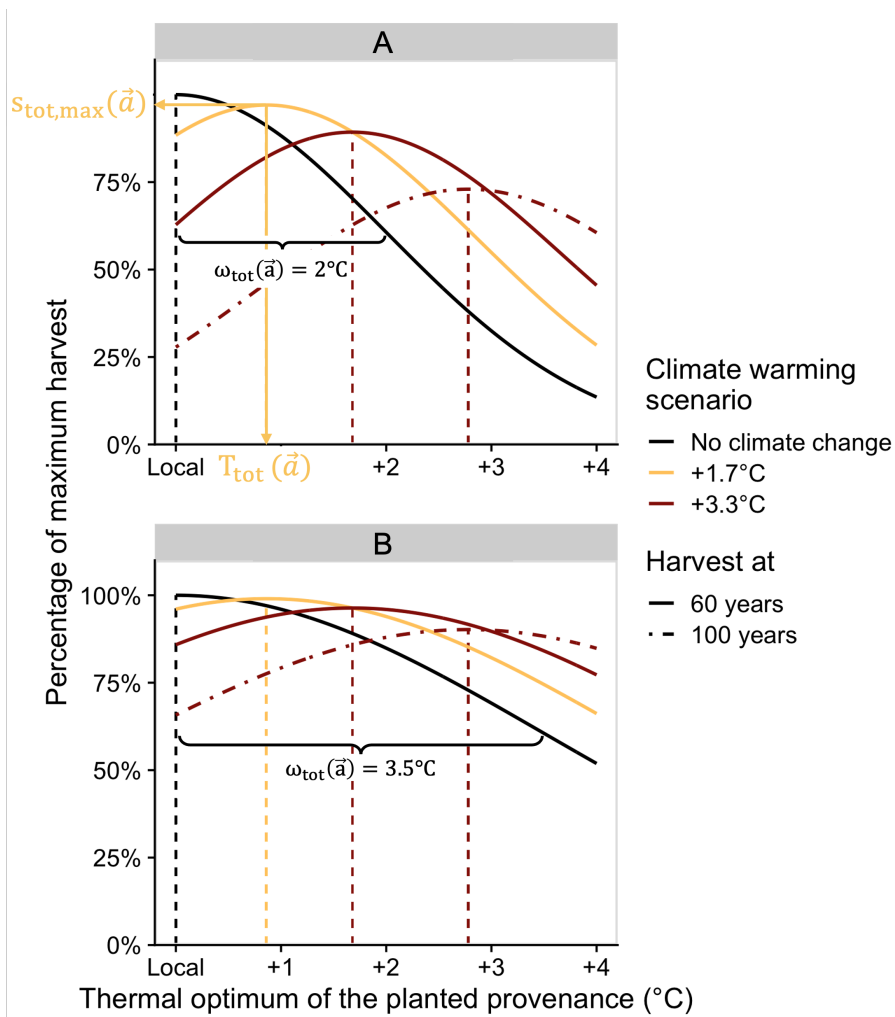 A
s_tot,max(a⃗)
75%
50%
25%
0%
ω_tot(a⃗) = 2°C
Local
T_tot(a⃗)
+2
+3
+4
B
100%
75%
50%
25%
0%
ω_tot(a⃗) = 3.5°C
Local
+1
+2
+3
+4
Percentage of maximum harvest
Thermal optimum of the planted provenance (°C)
Climate warming
scenario
No climate change
+1.7°C
+3.3°C
Harvest at
60 years
100 years